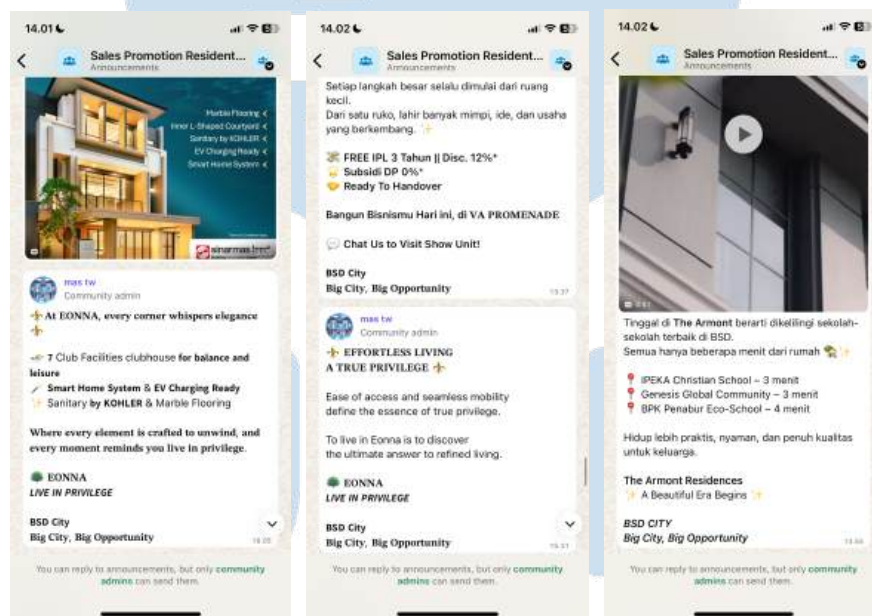 14.01
Sales Promotion Resident...
Announcements
Marble Flooring <
Inner L-Shaped Courtyard <
Sanitary by KOHLER <
EV Charging Ready <
Smart Home System <
sinarmas land
mas tw
Community admin
At EONNA, every corner whispers elegance
7 Club Facilities clubhouse for balance and
leisure
Smart Home System & EV Charging Ready
Sanitary by KOHLER & Marble Flooring
Where every element is crafted to unwind, and
every moment reminds you live in privilege.
EONNA
LIVE IN PRIVILEGE
BSD City
Big City, Big Opportunity
You can reply to announcements, but only community
admins can send them.
14.02
Sales Promotion Resident...
Announcements
Setiap langkah besar selalu dimulai dari ruang
kecil.
Dari satu ruko, lahir banyak mimpi, ide, dan usaha
yang berkembang. ✨
💸 FREE IPL 3 Tahun || Disc. 12%*
Subsidi DP 0%*
🤝 Ready To Handover
Bangun Bisnismu Hari ini, di VA PROMENADE
💬 Chat Us to Visit Show Unit!
BSD City
Big City, Big Opportunity
13.37
mas tw
Community admin
EFFORTLESS LIVING
A TRUE PRIVILEGE
Ease of access and seamless mobility
define the essence of true privilege.
To live in Eonna is to discover
the ultimate answer to refined living.
EONNA
LIVE IN PRIVILEGE
BSD City
Big City, Big Opportunity
You can reply to announcements, but only community
admins can send them.
14.02
Sales Promotion Resident...
Announcements
Tinggal di The Armont berarti dikelilingi sekolah-
sekolah terbaik di BSD.
Semua hanya beberapa menit dari rumah 🏡✨
📍 IPEKA Christian School – 3 menit
📍 Genesis Global Community – 3 menit
📍 BPK Penabur Eco-School – 4 menit
Hidup lebih praktis, nyaman, dan penuh kualitas
untuk keluarga.
The Armont Residences
✨ A Beautiful Era Begins ✨
BSD CITY
Big City, Big Opportunity
You can reply to announcements, but only community
admins can send them.